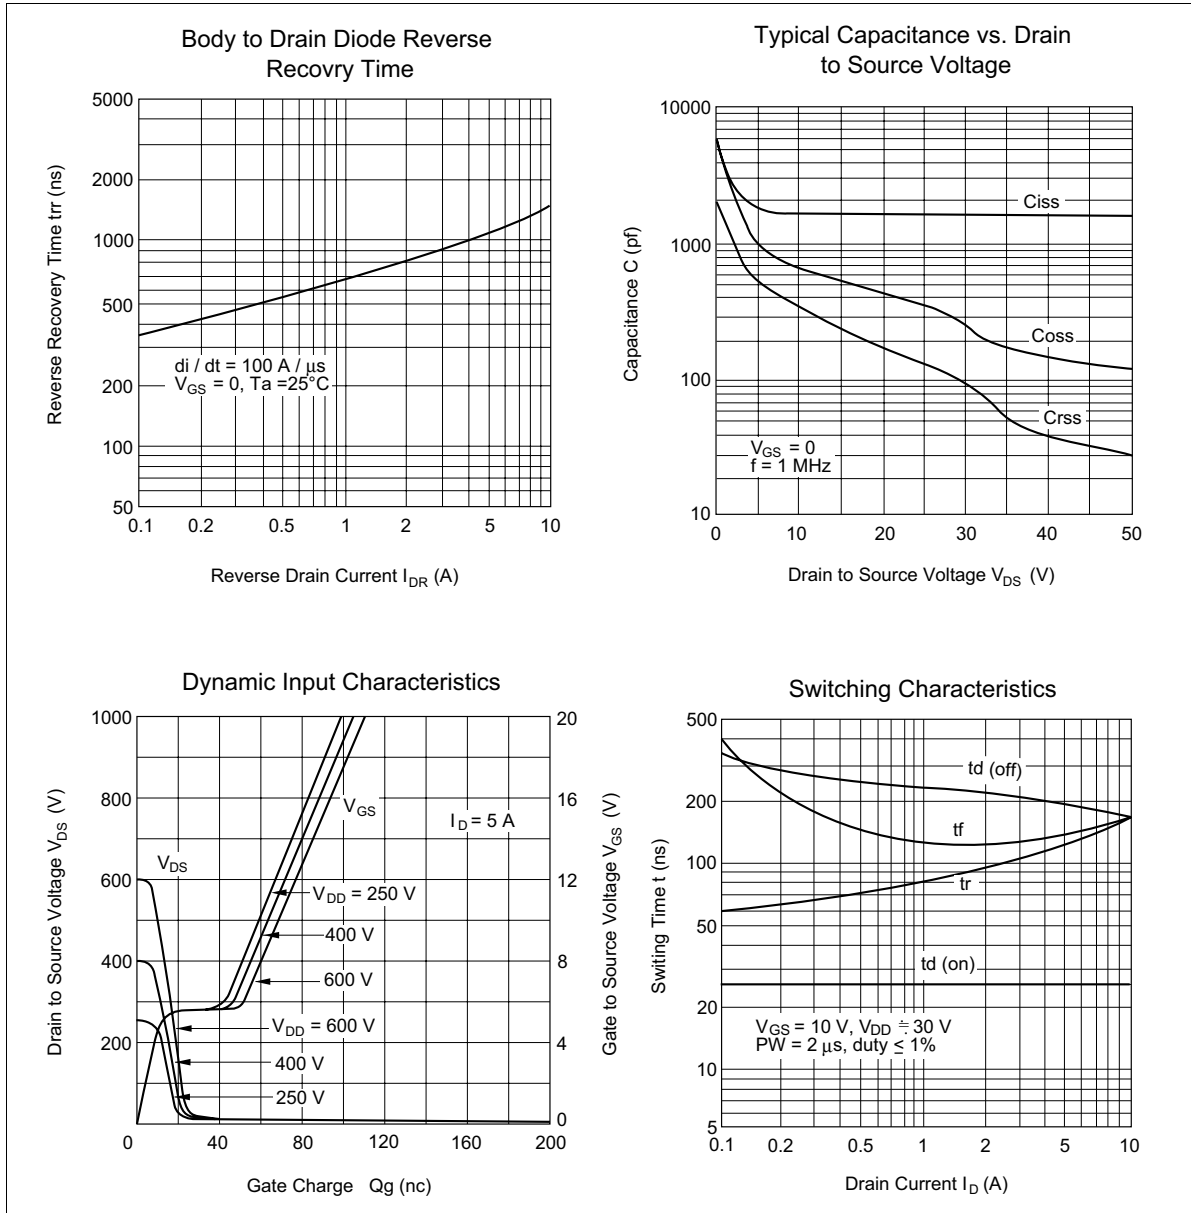 Body to Drain Diode Reverse
Recovry Time
5000
2000
1000
500
200
100
50
Reverse Recovery Time trr (ns)
di / dt = 100 A / μs
VGS = 0, Ta =25°C
0.1 0.2 0.5 1 2 5 10
Reverse Drain Current IDR (A)
Typical Capacitance vs. Drain
to Source Voltage
10000
1000
100
10
Capacitance C (pf)
Ciss
Coss
Crss
VGS = 0
f = 1 MHz
0 10 20 30 40 50
Drain to Source Voltage VDS (V)
Dynamic Input Characteristics
1000
800
600
400
200
0
Drain to Source Voltage VDS (V)
20
16
12
8
4
0
Gate to Source Voltage VGS (V)
VGS
ID = 5 A
VDS
VDD = 250 V
400 V
600 V
VDD = 600 V
400 V
250 V
40 80 120 160 200
Gate Charge Qg (nc)
Switching Characteristics
500
200
100
50
20
10
5
Switing Time t (ns)
td (off)
tf
tr
td (on)
VGS = 10 V, VDD ≒ 30 V
PW = 2 μs, duty ≤ 1%
0.1 0.2 0.5 1 2 5 10
Drain Current ID (A)